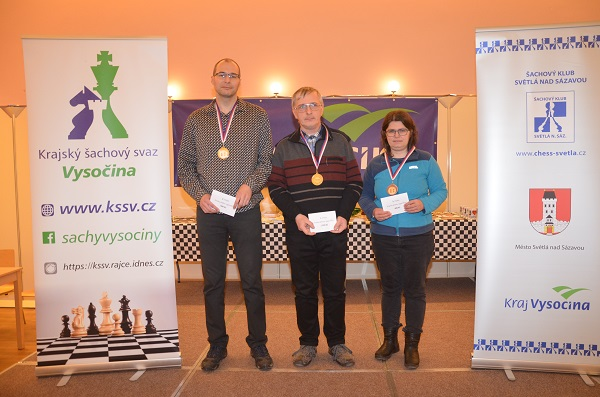 Krajský šachový svaz
Vysočina
www.kssv.cz
sachyvysociny
https://kssv.rajce.idnes.cz
ŠACHOVÝ KLUB
SVĚTLÁ NAD SÁZAVOU
ŠACHOVÝ KLUB
SVĚTLÁ N. SÁZ.
www.chess-svetla.cz
Město Světlá nad Sázavou
Kraj Vysočina